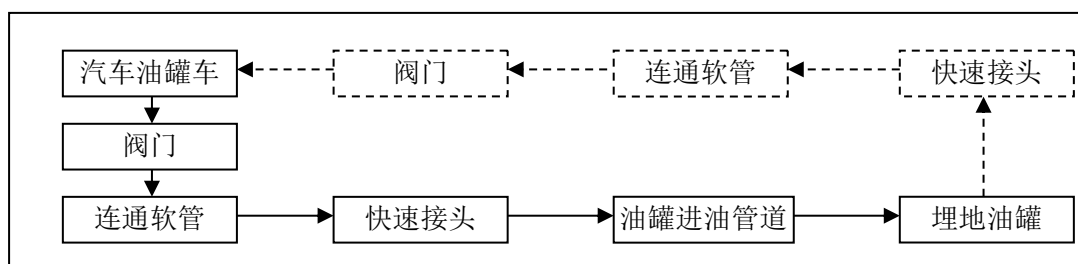 汽车油罐车
阀门
连通软管
快速接头
阀门
连通软管
快速接头
油罐进油管道
埋地油罐